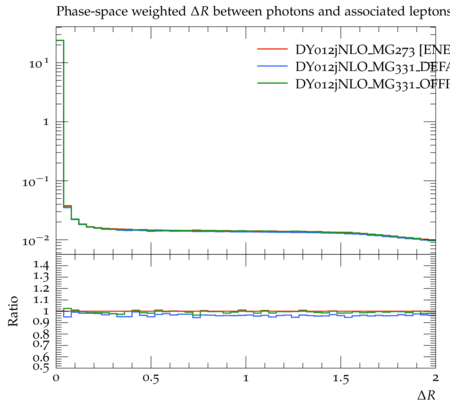 Phase-space weighted ΔR between photons and associated leptons
DY012jNLO_MG273 [ENE
DY012jNLO_MG331_DEFA
DY012jNLO_MG331_OFFI
10^1
1
10^−1
10^−2
Ratio
1.4
1.3
1.2
1.1
1
0.9
0.8
0.7
0.6
0.5
0 0.5 1 1.5 2
ΔR